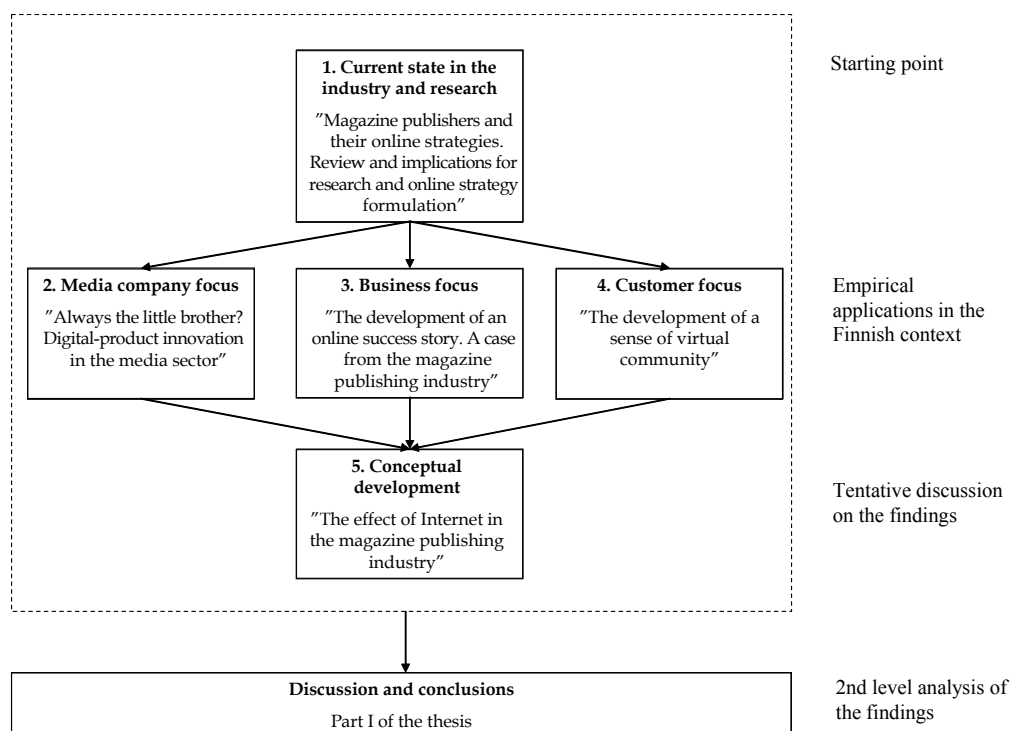 1. Current state in the
industry and research
”Magazine publishers and
their online strategies.
Review and implications for
research and online strategy
formulation”
Starting point
2. Media company focus
”Always the little brother?
Digital-product innovation
in the media sector”
3. Business focus
”The development of an
online success story. A case
from the magazine
publishing industry”
4. Customer focus
”The development of a
sense of virtual
community”
Empirical
applications in the
Finnish context
5. Conceptual
development
”The effect of Internet in
the magazine publishing
industry”
Tentative discussion
on the findings
Discussion and conclusions
Part I of the thesis
2nd level analysis of
the findings